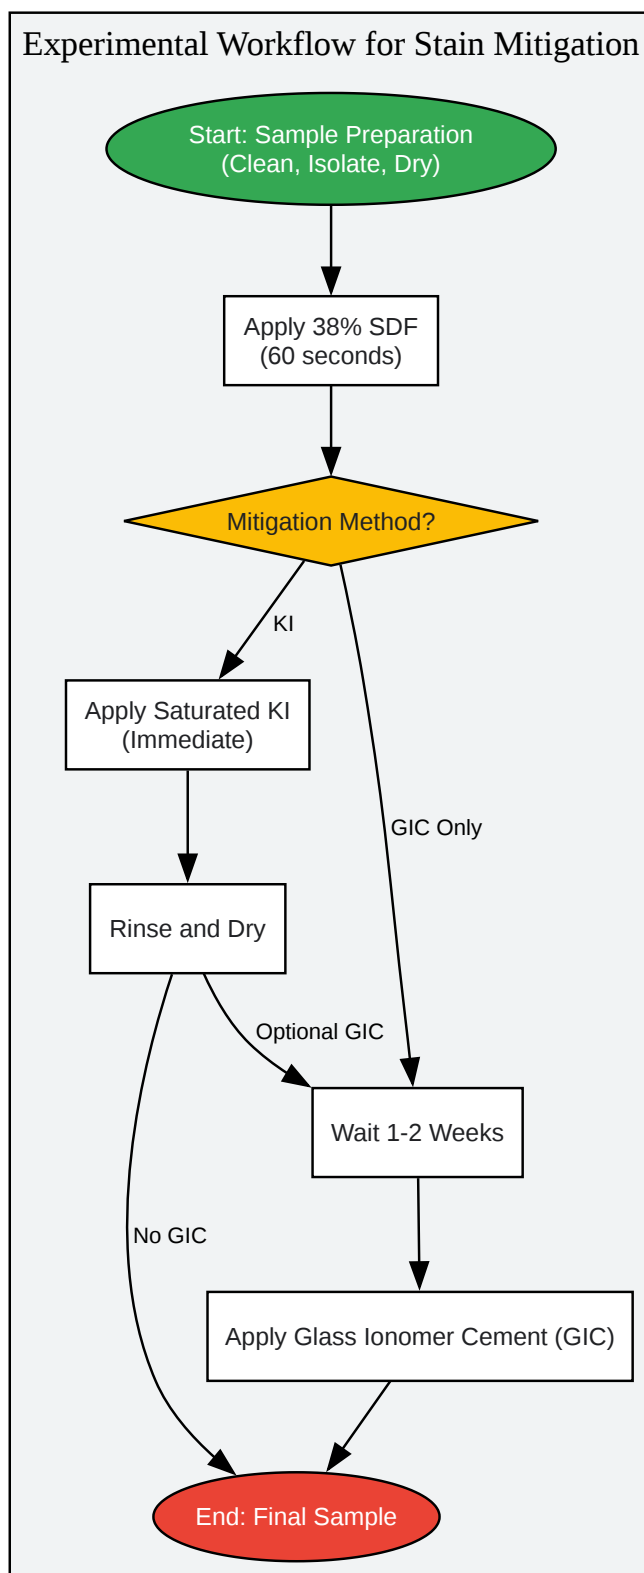 Experimental Workflow for Stain Mitigation
Start: Sample Preparation
(Clean, Isolate, Dry)
Apply 38% SDF
(60 seconds)
Mitigation Method?
KI
Apply Saturated KI
(Immediate)
GIC Only
Rinse and Dry
Optional GIC
Wait 1-2 Weeks
No GIC
Apply Glass Ionomer Cement (GIC)
End: Final Sample